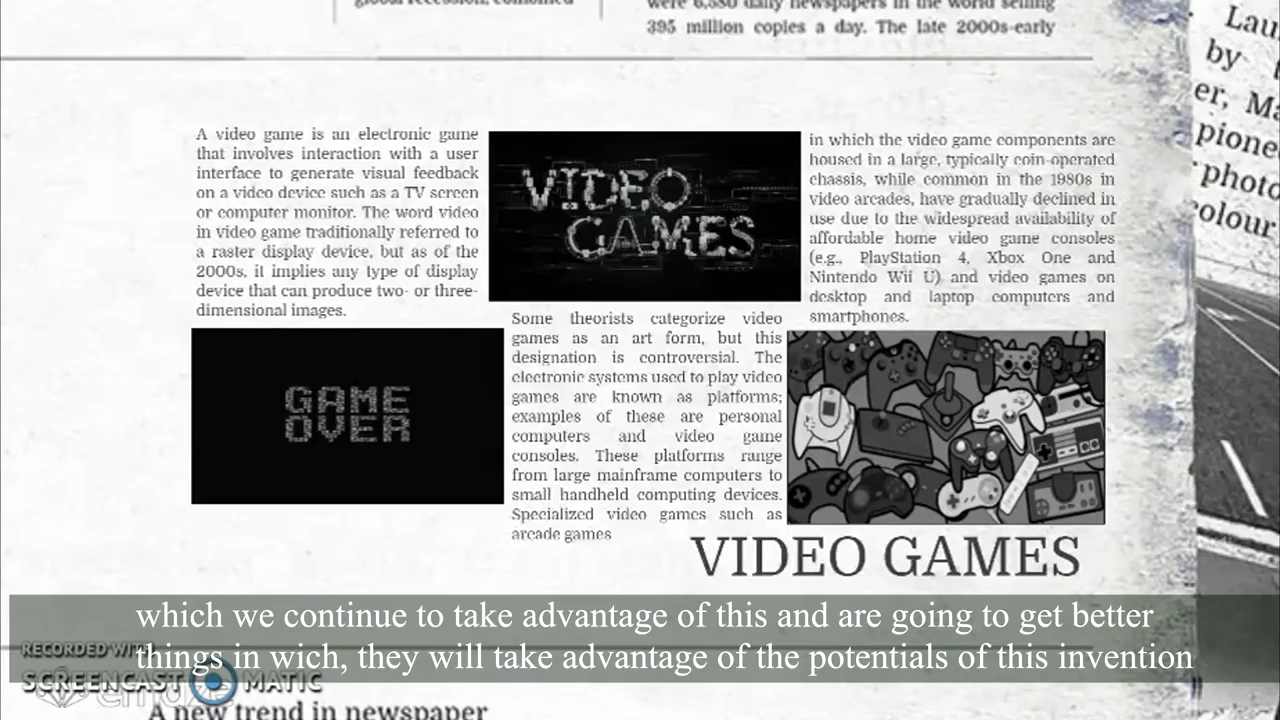 global recession, combined
were 6,580 daily newspapers in the world selling
395 million copies a day. The late 2000s-early
A video game is an electronic game
that involves interaction with a user
interface to generate visual feedback
on a video device such as a TV screen
or computer monitor. The word video
in video game traditionally referred to
a raster display device, but as of the
2000s, it implies any type of display
device that can produce two- or three-
dimensional images.
VIDEO
GAMES
GAME
OVER
Some theorists categorize video
games as an art form, but this
designation is controversial. The
electronic systems used to play video
games are known as platforms;
examples of these are personal
computers and video game
consoles. These platforms range
from large mainframe computers to
small handheld computing devices.
Specialized video games such as
arcade games
in which the video game components are
housed in a large, typically coin-operated
chassis, while common in the 1980s in
video arcades, have gradually declined in
use due to the widespread availability of
affordable home video game consoles
(e.g., PlayStation 4, Xbox One and
Nintendo Wii U) and video games on
desktop and laptop computers and
smartphones.
VIDEO GAMES
Lau
by
er, Ma
pione
photo
colour
which we continue to take advantage of this and are going to get better
things in wich, they will take advantage of the potentials of this invention
RECORDED WITH
SCREENCAST MATIC
emaze
A new trend in newspaper